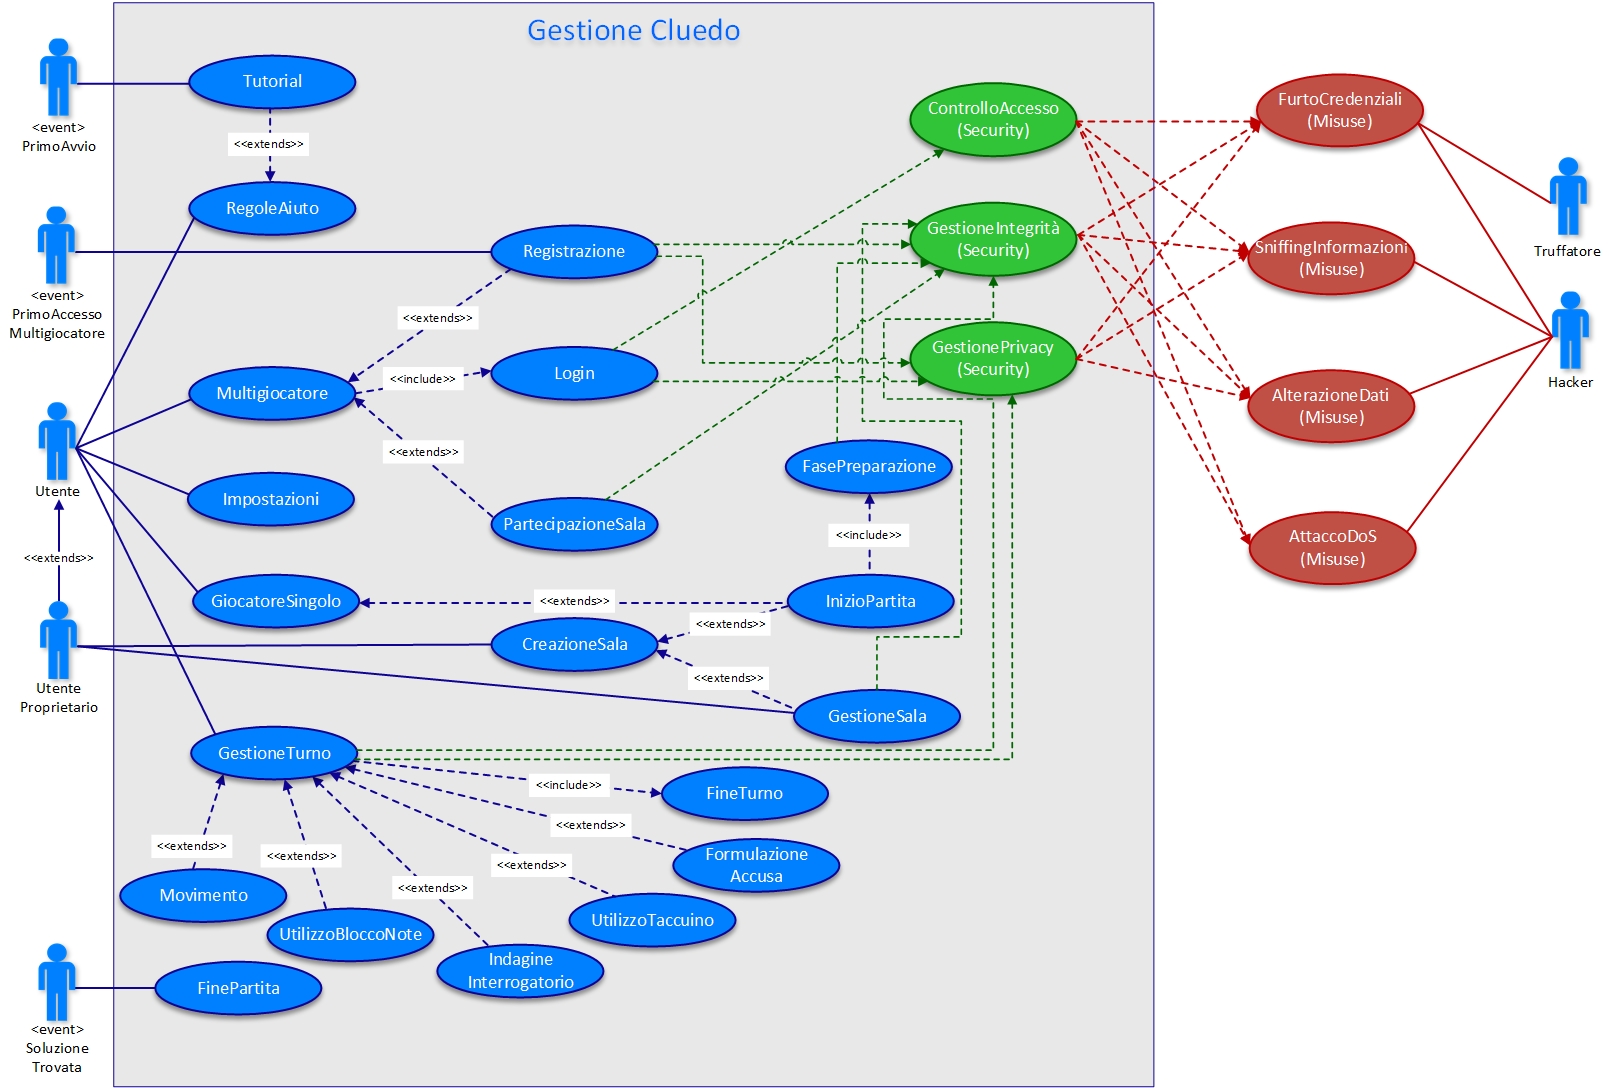 Gestione Cluedo
<event>
PrimoAvvio
Tutorial
<<extends>>
RegoleAiuto
<event>
PrimoAccesso
Multigiocatore
Registrazione
<<extends>>
Multigiocatore
<<include>>
Login
<<extends>>
PartecipazioneSala
Utente
Impostazioni
<<extends>>
GiocatoreSingolo
Utente
Proprietario
<<extends>>
CreazioneSala
<<extends>>
<<extends>>
FasePreparazione
<<include>>
InizioPartita
GestioneSala
GestioneTurno
<<include>>
FineTurno
<<extends>>
Formulazione
Accusa
<<extends>>
UtilizzoTaccuino
<<extends>>
Indagine
Interrogatorio
<<extends>>
UtilizzoBloccoNote
<<extends>>
Movimento
FinePartita
<event>
Soluzione
Trovata
ControlloAccesso
(Security)
GestioneIntegrità
(Security)
GestionePrivacy
(Security)
FurtoCredenziali
(Misuse)
SniffingInformazioni
(Misuse)
AlterazioneDati
(Misuse)
AttaccoDoS
(Misuse)
Truffatore
Hacker